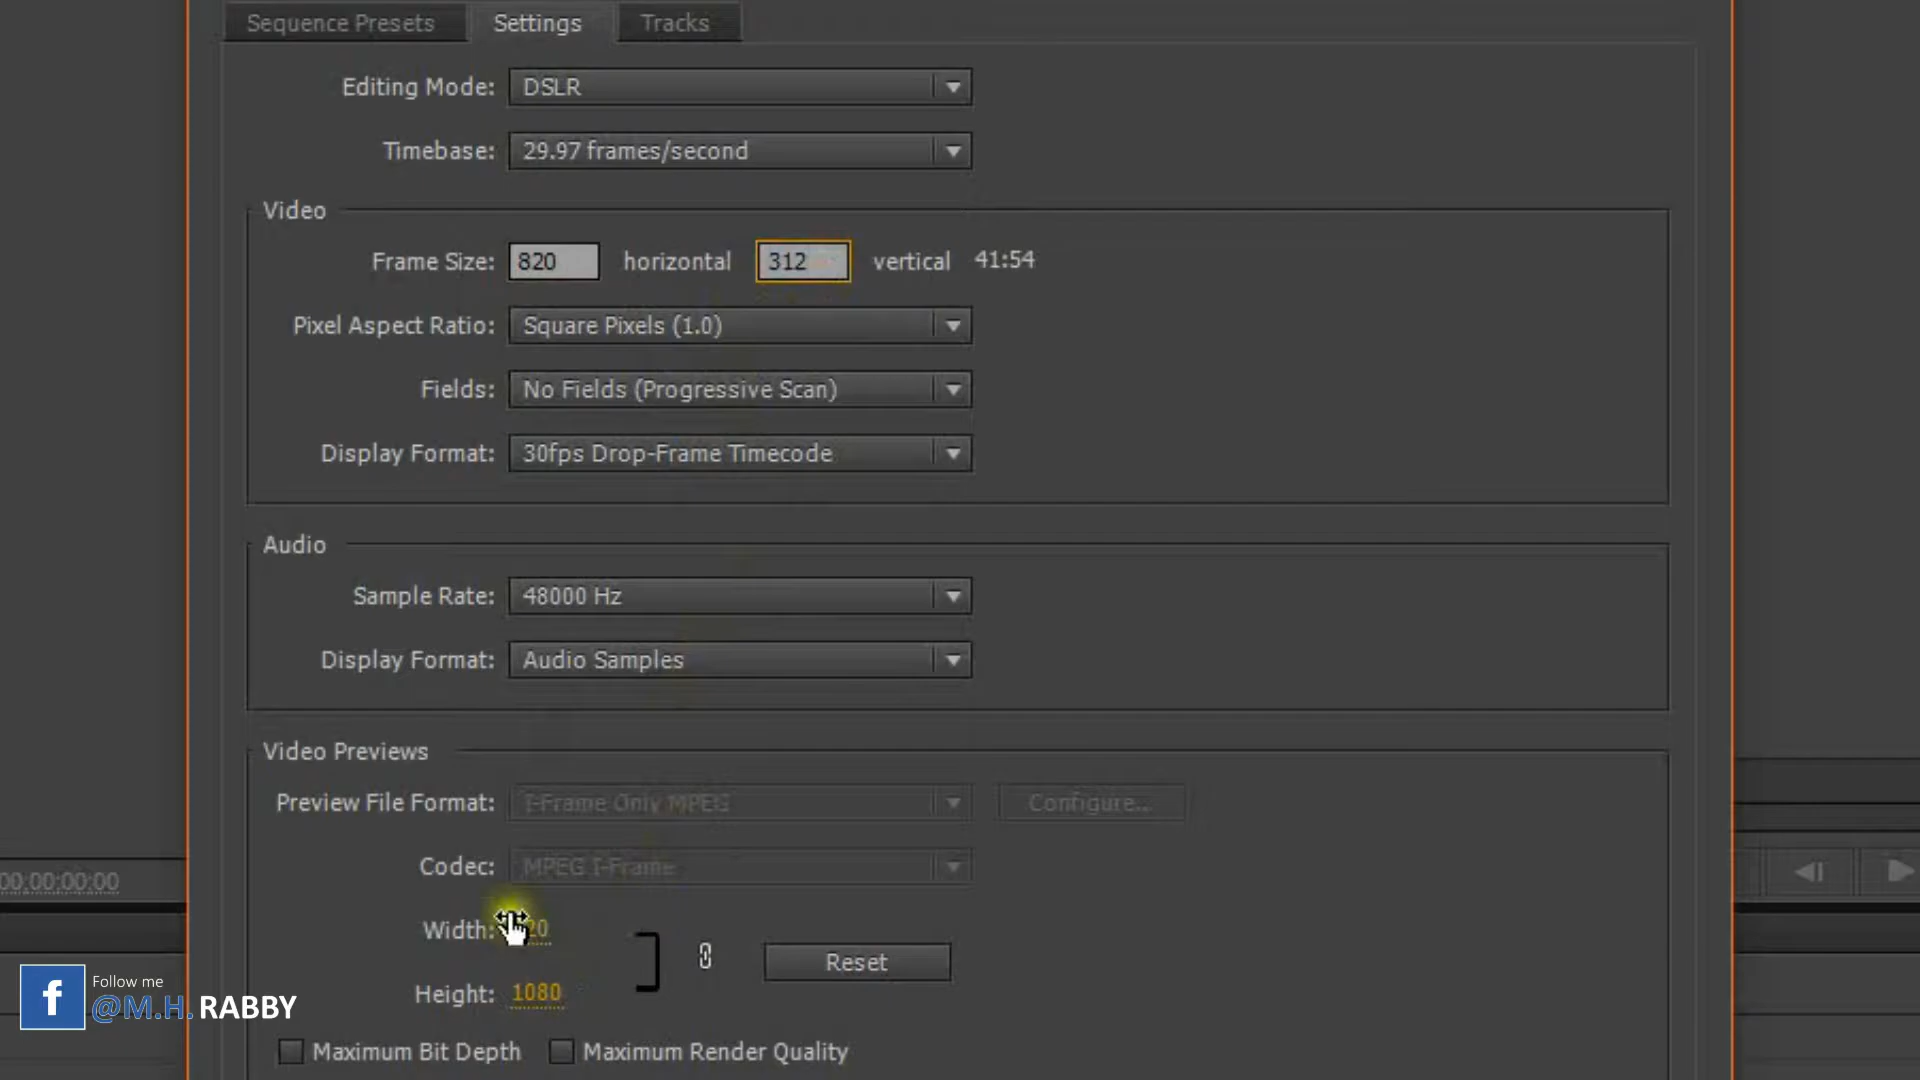 Sequence Presets Settings Tracks
Editing Mode: DSLR
Timebase: 29.97 frames/second
Video
Frame Size: 820 horizontal 312 vertical 41:54
Pixel Aspect Ratio: Square Pixels (1.0)
Fields: No Fields (Progressive Scan)
Display Format: 30fps Drop-Frame Timecode
Audio
Sample Rate: 48000 Hz
Display Format: Audio Samples
Video Previews
Preview File Format: I-Frame Only MPEG Configure...
Codec: MPEG I-Frame
00:00:00:00
Width:
Reset
Height: 1080
Follow me
@M.H. RABBY
Maximum Bit Depth Maximum Render Quality